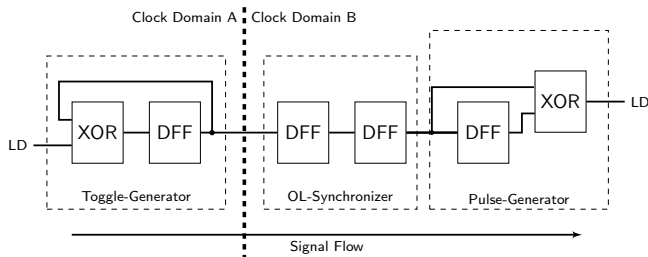 Clock Domain A
Clock Domain B
LD
XOR
DFF
DFF
DFF
DFF
XOR
LD
Toggle-Generator
OL-Synchronizer
Pulse-Generator
Signal Flow